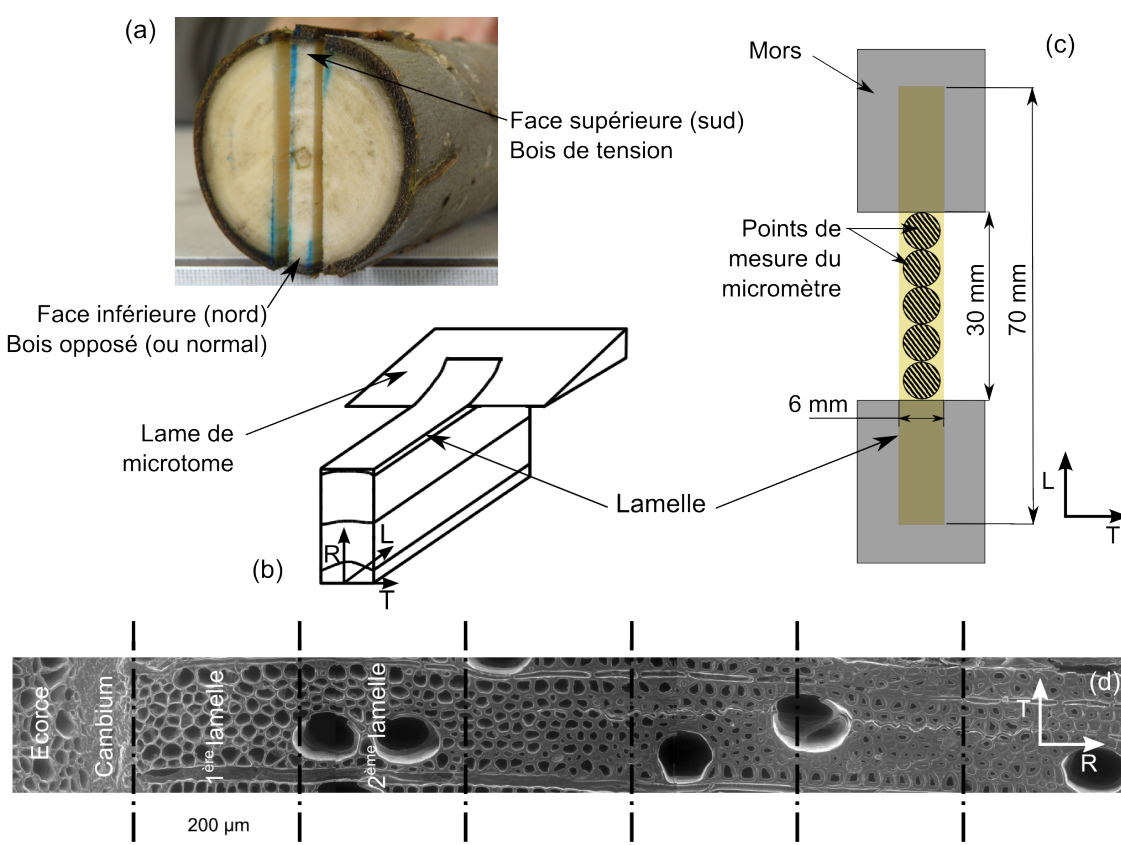 (a)
Face supérieure (sud)
Bois de tension
Face inférieure (nord)
Bois opposé (ou normal)
Lame de
microtome
Lamelle
(b)
R
L
T
(c)
Mors
Points de
mesure du
micromètre
30 mm
70 mm
6 mm
L
T
Ecorce
Cambium
1ère lamelle
2ème lamelle
(d)
T
R
200 µm